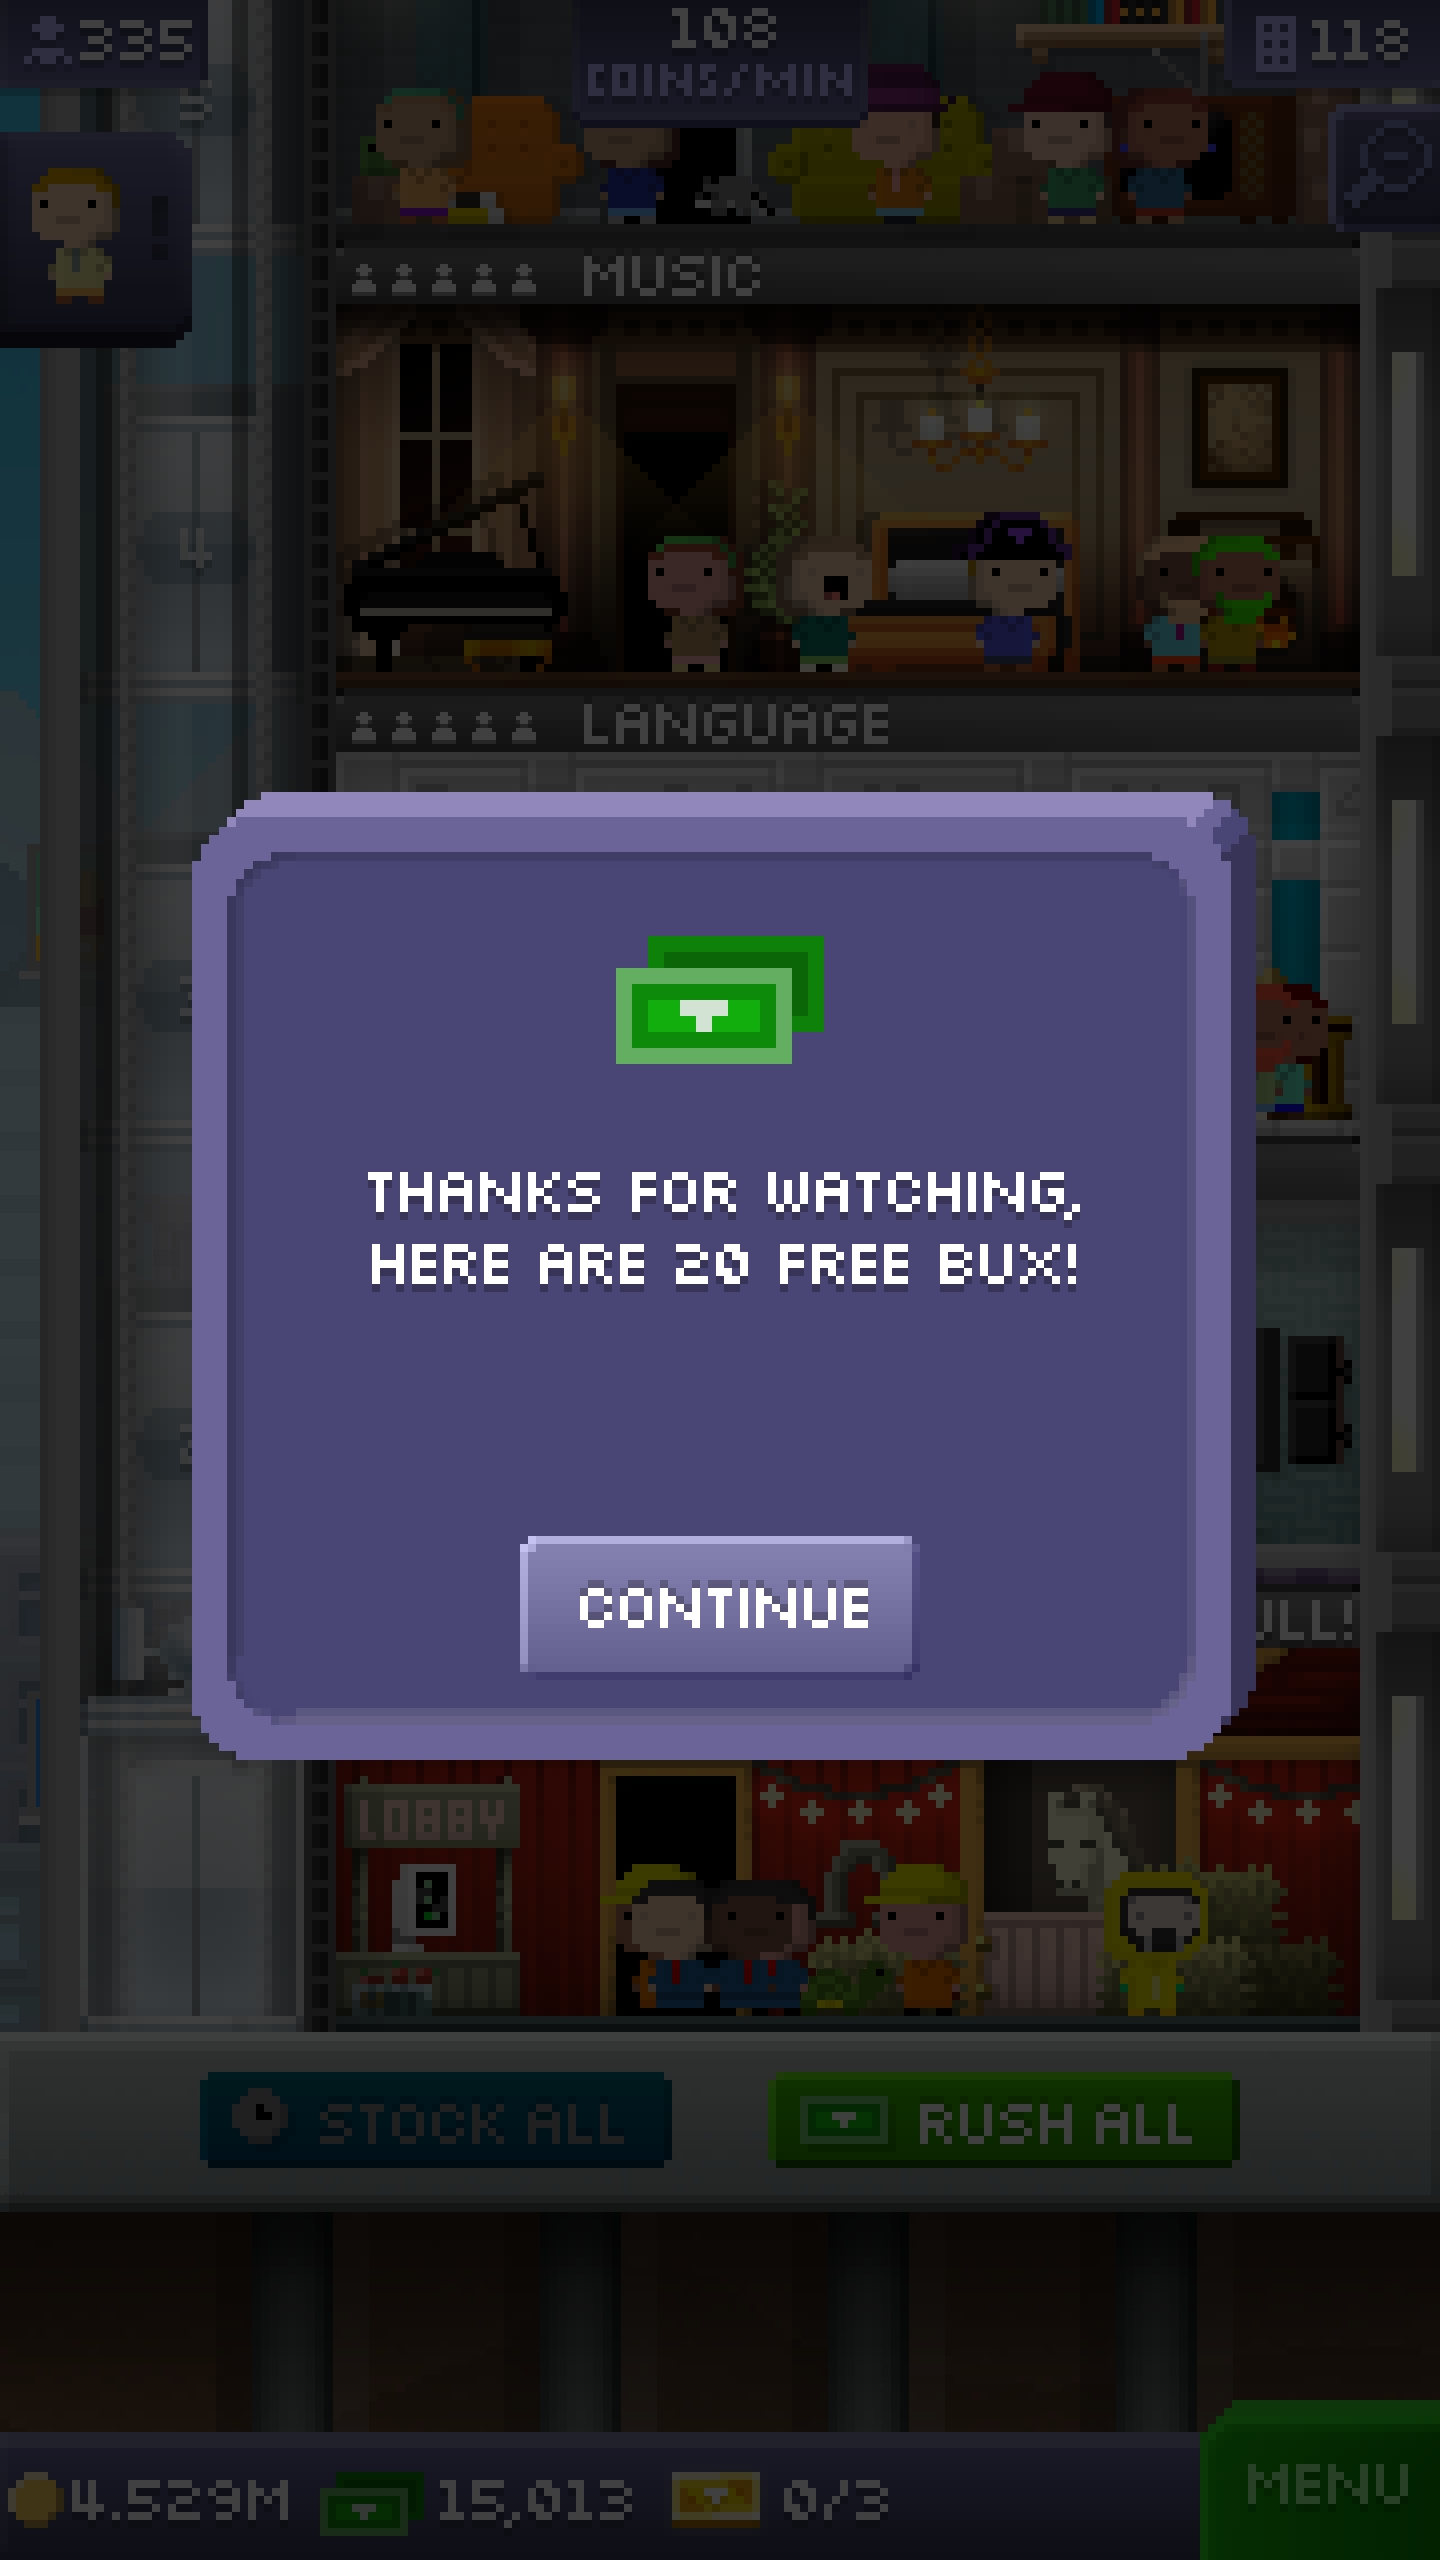 335
108
COINS/MIN
118
5
MUSIC
4
LANGUAGE
THANKS FOR WATCHING,
HERE ARE 20 FREE BUX!
CONTINUE
LOBBY
STOCK ALL
RUSH ALL
4.529M
15,013
0/3
MENU